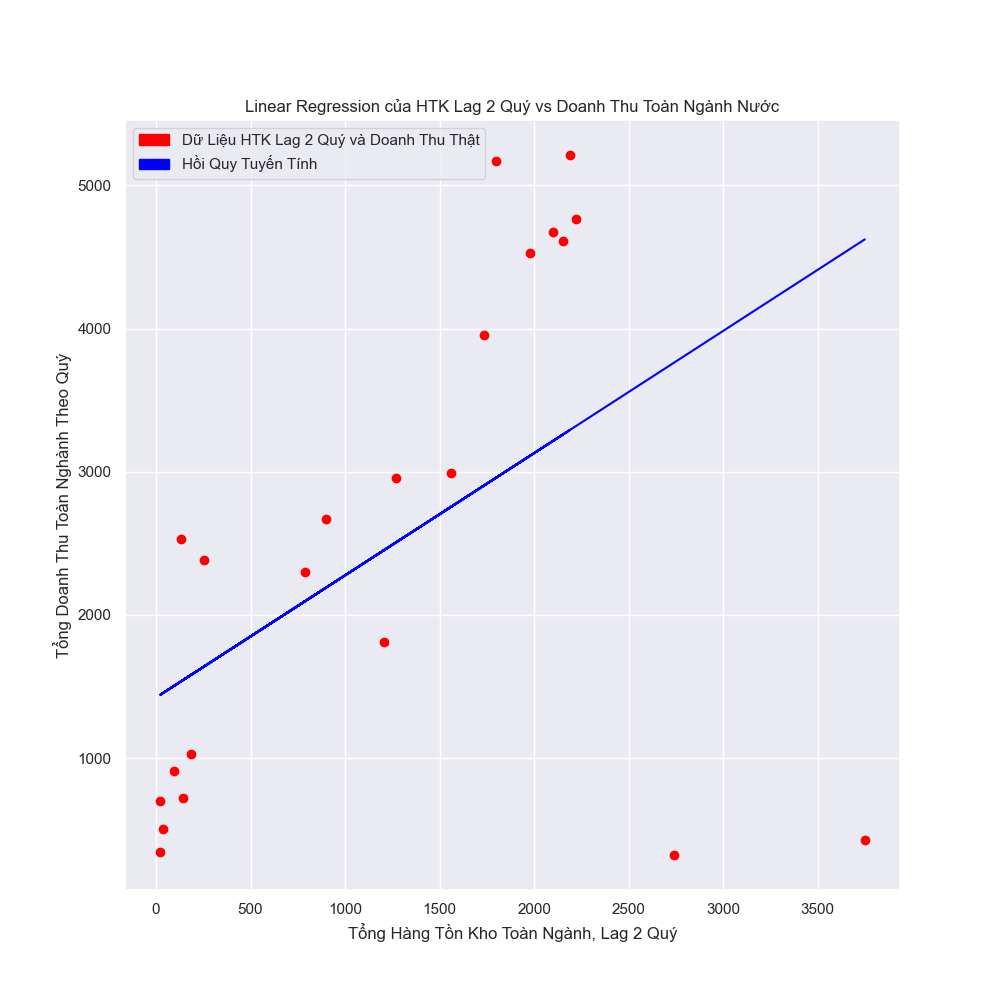 Linear Regression của HTK Lag 2 Quý vs Doanh Thu Toàn Ngành Nước
Dữ Liệu HTK Lag 2 Quý và Doanh Thu Thật
Hồi Quy Tuyến Tính
5000
4000
3000
2000
1000
Tổng Doanh Thu Toàn Nghành Theo Quý
0 500 1000 1500 2000 2500 3000 3500
Tổng Hàng Tồn Kho Toàn Ngành, Lag 2 Quý